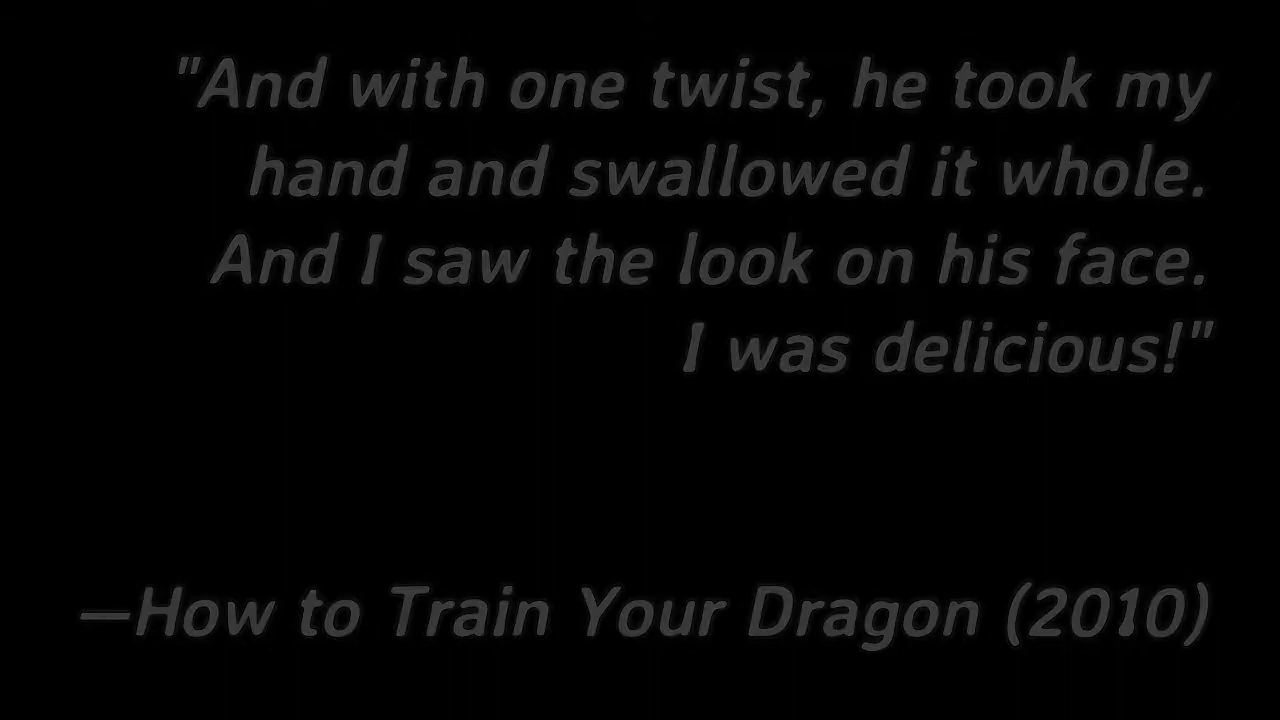 "And with one twist, he took my
hand and swallowed it whole.
And I saw the look on his face.
I was delicious!"
—How to Train Your Dragon (2010)